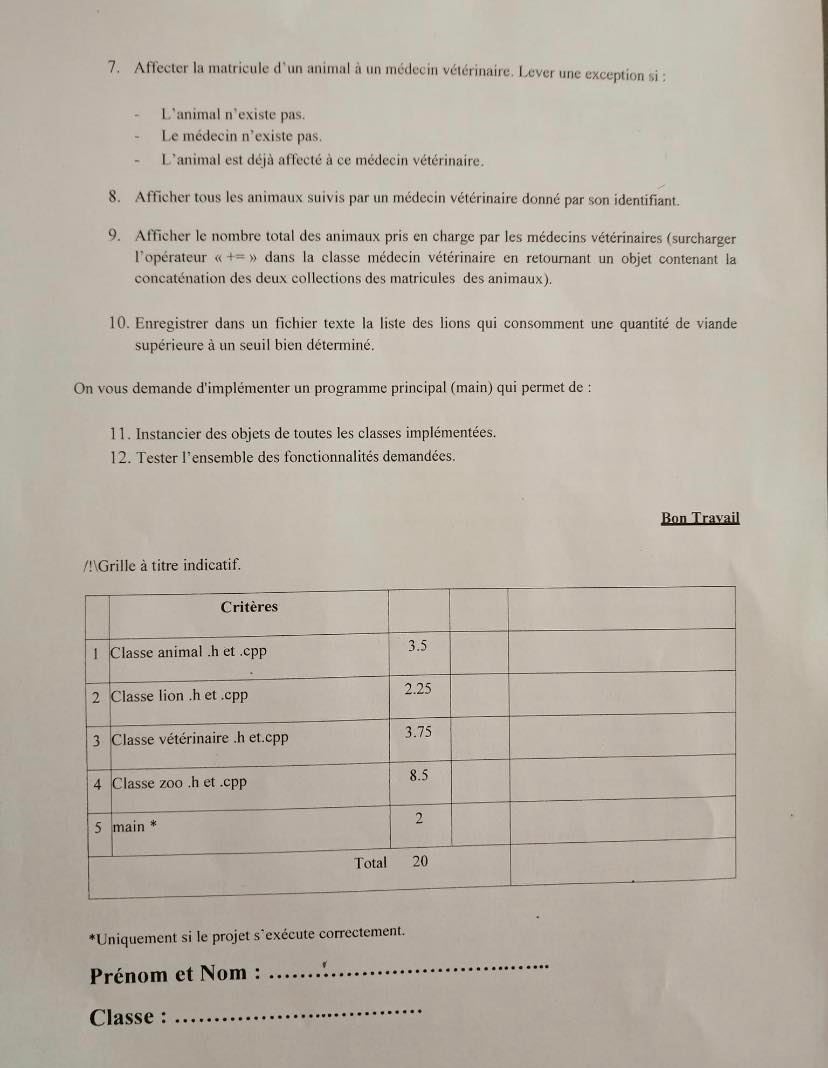 7. Affecter la matricule d'un animal à un médecin vétérinaire. Lever une exception si :
- L'animal n'existe pas.
- Le médecin n'existe pas.
- L'animal est déjà affecté à ce médecin vétérinaire.
8. Afficher tous les animaux suivis par un médecin vétérinaire donné par son identifiant.
9. Afficher le nombre total des animaux pris en charge par les médecins vétérinaires (surcharger
l'opérateur « += » dans la classe médecin vétérinaire en retournant un objet contenant la
concaténation des deux collections des matricules des animaux).
10. Enregistrer dans un fichier texte la liste des lions qui consomment une quantité de viande
supérieure à un seuil bien déterminé.
On vous demande d'implémenter un programme principal (main) qui permet de :
11. Instancier des objets de toutes les classes implémentées.
12. Tester l'ensemble des fonctionnalités demandées.
Bon Travail
/!\Grille à titre indicatif.
Critères
1 Classe animal .h et .cpp 3.5
2 Classe lion .h et .cpp 2.25
3 Classe vétérinaire .h et.cpp 3.75
4 Classe zoo .h et .cpp 8.5
5 main * 2
Total 20
*Uniquement si le projet s'exécute correctement.
Prénom et Nom : ..........................................
Classe : .....................................